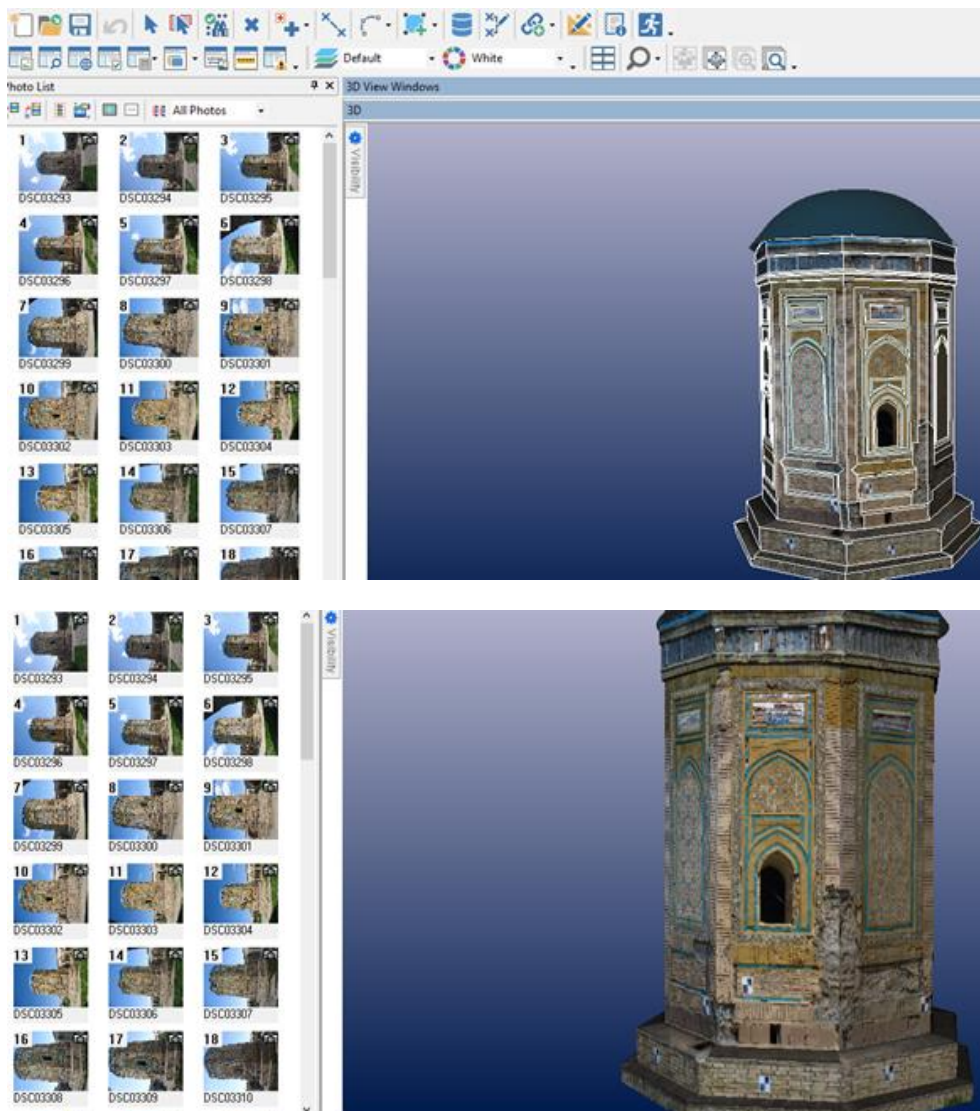 Default White
Photo List
3D View Windows
All Photos
3D
Visibility
1 2 3
DSC03293 DSC03294 DSC03295
4 5 6
DSC03296 DSC03297 DSC03298
7 8 9
DSC03299 DSC03300 DSC03301
10 11 12
DSC03302 DSC03303 DSC03304
13 14 15
DSC03305 DSC03306 DSC03307
16 17 18
Visibility
1 2 3
DSC03293 DSC03294 DSC03295
4 5 6
DSC03296 DSC03297 DSC03298
7 8 9
DSC03299 DSC03300 DSC03301
10 11 12
DSC03302 DSC03303 DSC03304
13 14 15
DSC03305 DSC03306 DSC03307
16 17 18
DSC03308 DSC03309 DSC03310